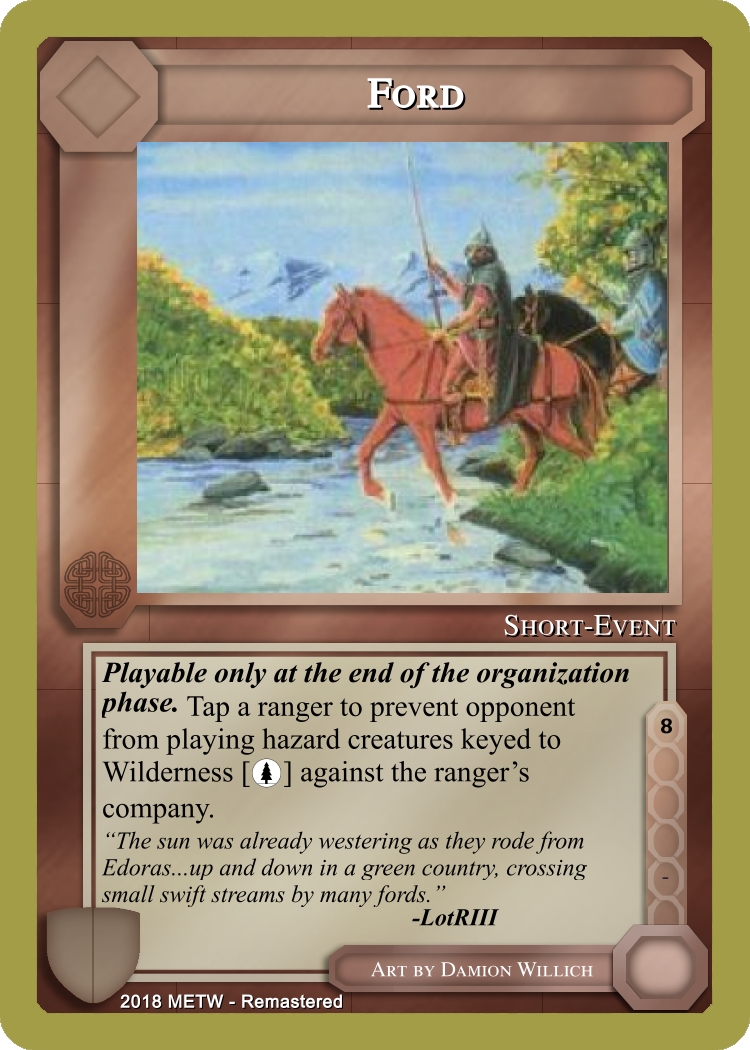 Ford
Short-Event
Playable only at the end of the organization
phase. Tap a ranger to prevent opponent
from playing hazard creatures keyed to
Wilderness [ ] against the ranger's
company.
"The sun was already westering as they rode from
Edoras...up and down in a green country, crossing
small swift streams by many fords."
-LotRIII
8
-
Art by Damion Willich
2018 METW - Remastered